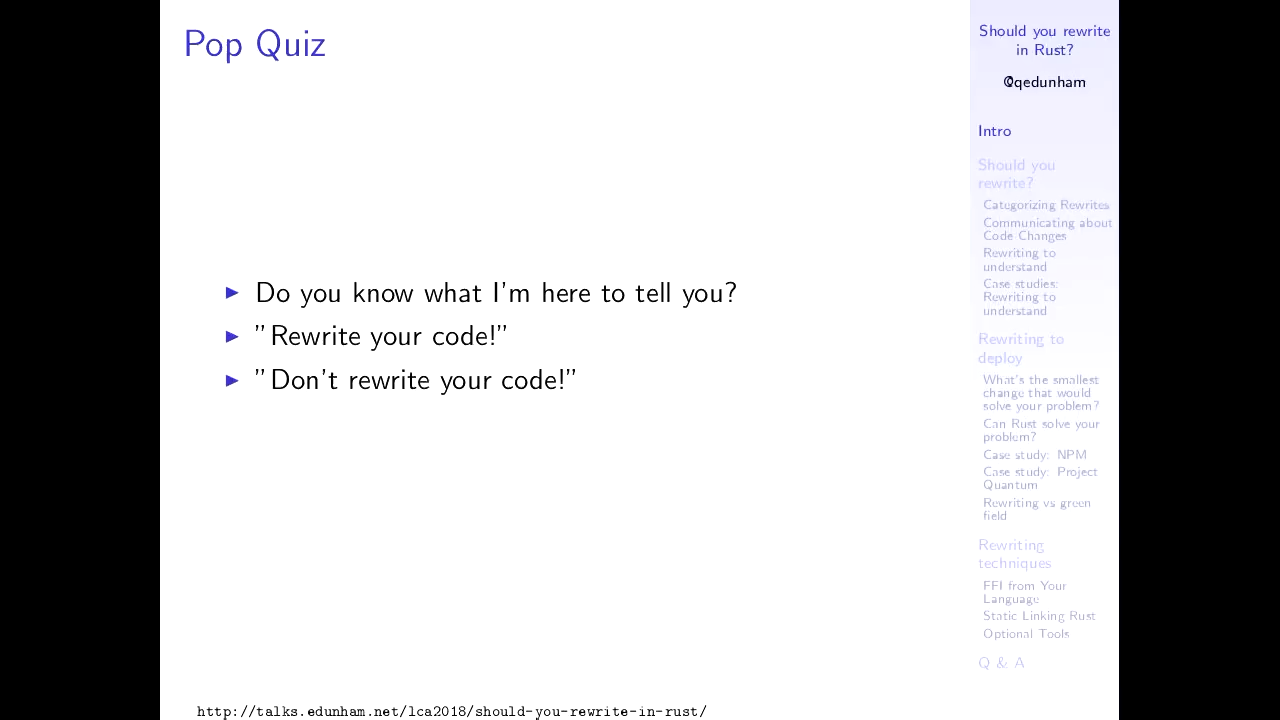 Pop Quiz
Do you know what I'm here to tell you?
"Rewrite your code!"
"Don't rewrite your code!"
http://talks.edunham.net/lca2018/should-you-rewrite-in-rust/
Should you rewrite
in Rust?
@qedunham
Intro
Should you
rewrite?
Categorizing Rewrites
Communicating about
Code Changes
Rewriting to
understand
Case studies:
Rewriting to
understand
Rewriting to
deploy
What's the smallest
change that would
solve your problem?
Can Rust solve your
problem?
Case study: NPM
Case study: Project
Quantum
Rewriting vs green
field
Rewriting
techniques
FFI from Your
Language
Static Linking Rust
Optional Tools
Q & A